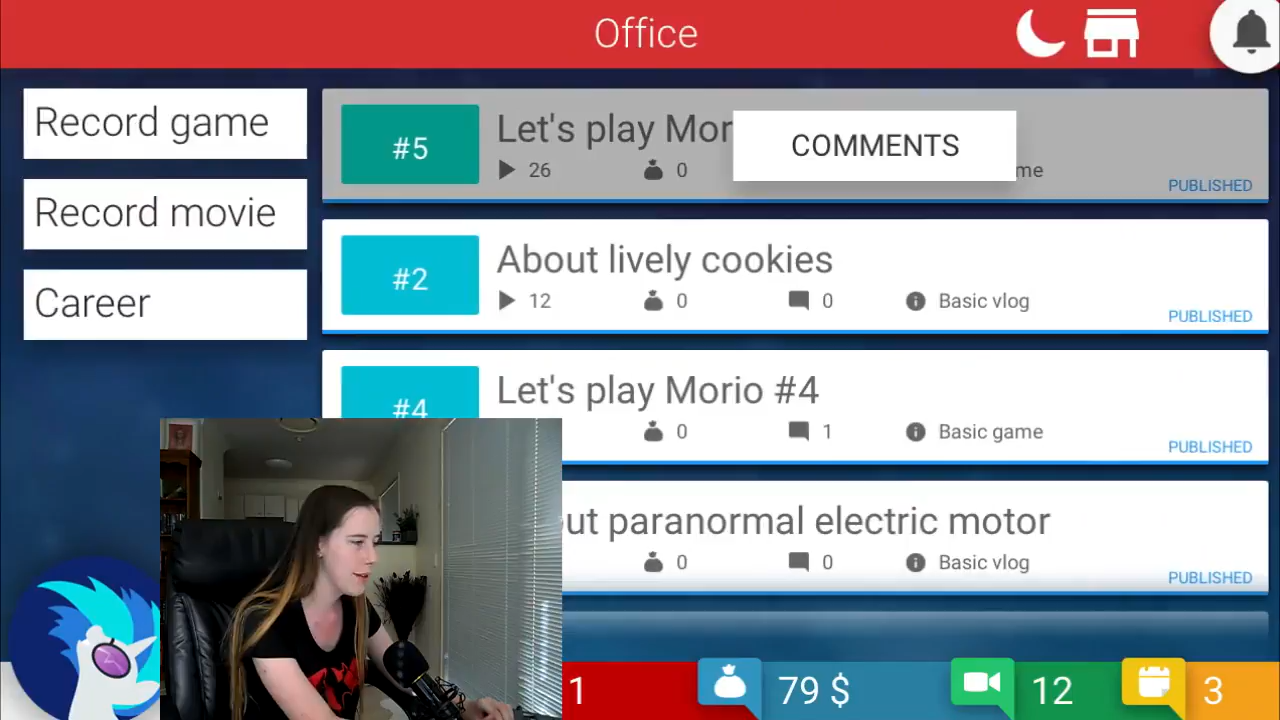 Office
Record game
Record movie
Career
#5
Let's play Mor
COMMENTS
26
0
me
PUBLISHED
#2
About lively cookies
12
0
0
Basic vlog
PUBLISHED
#4
Let's play Morio #4
0
1
Basic game
PUBLISHED
ut paranormal electric motor
0
0
Basic vlog
PUBLISHED
1
79 $
12
3